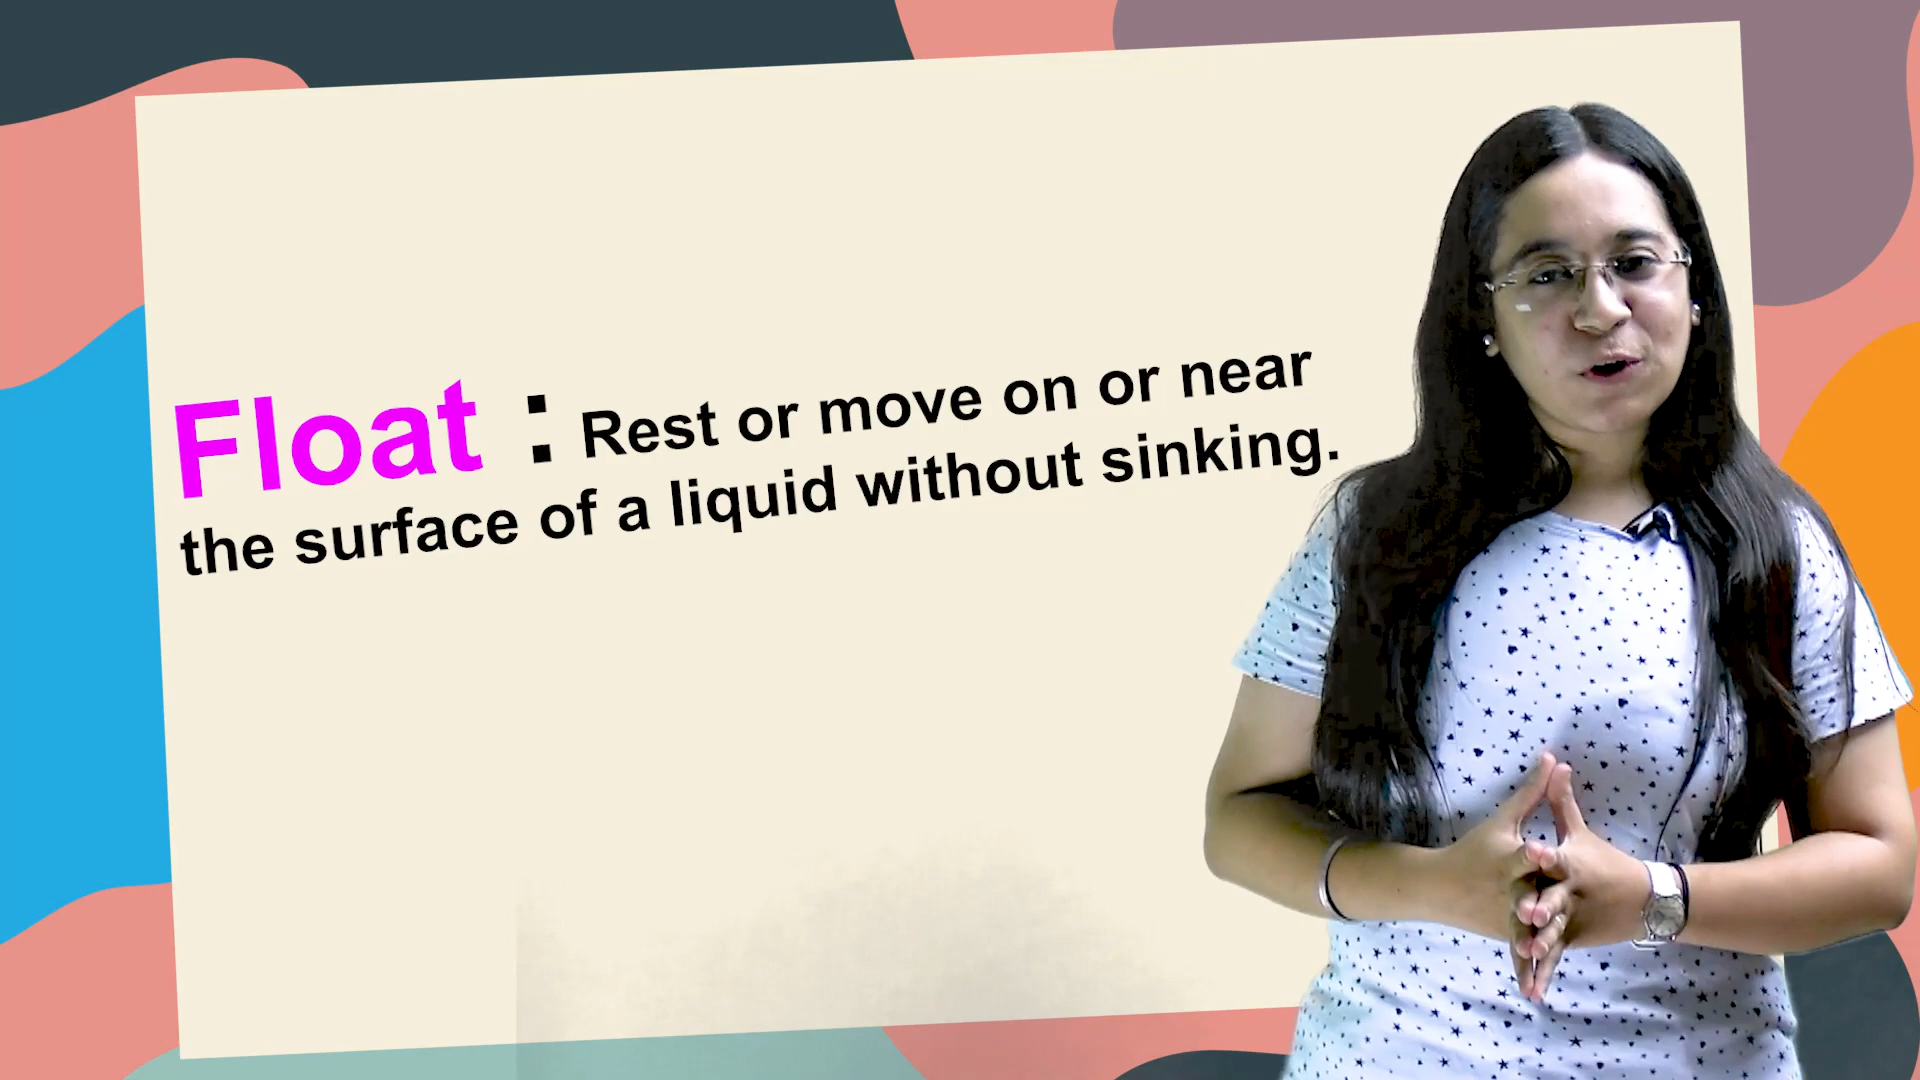 Float : Rest or move on or near
the surface of a liquid without sinking.